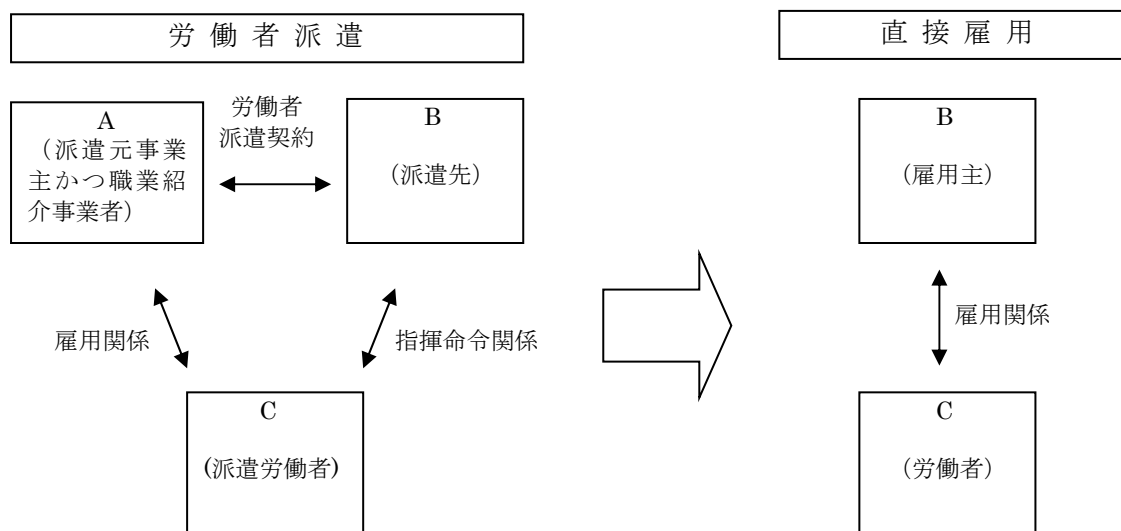 労働者派遣
直接雇用
A
（派遣元事業
主かつ職業紹
介事業者）
労働者
派遣契約
B
（派遣先）
雇用関係
指揮命令関係
C
(派遣労働者)
B
（雇用主）
雇用関係
C
（労働者）